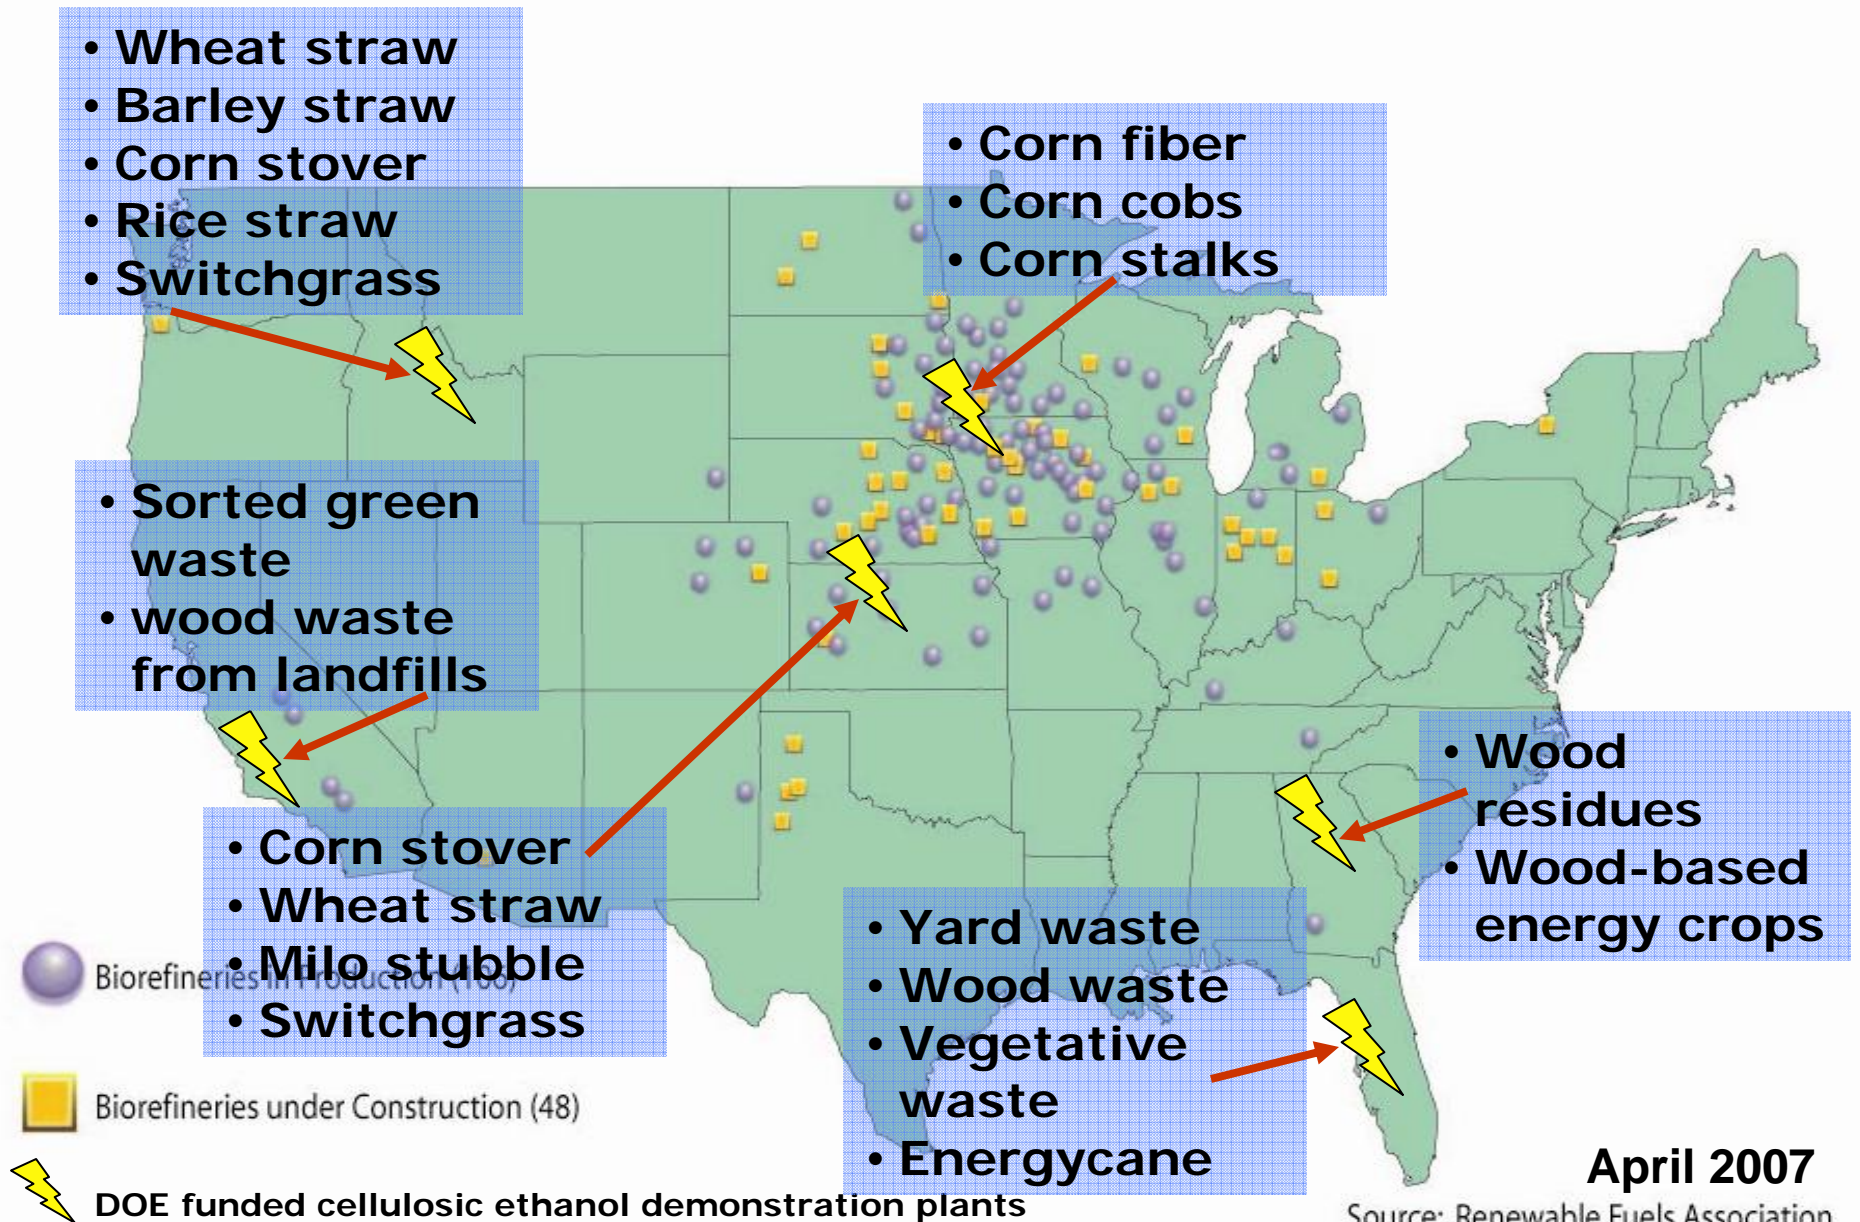 • Wheat straw
• Barley straw
• Corn stover
• Rice straw
• Switchgrass
• Corn fiber
• Corn cobs
• Corn stalks
• Sorted green
waste
• wood waste
from landfills
• Wood
residues
• Wood-based
energy crops
• Corn stover
• Wheat straw
• Milo stubble
• Switchgrass
• Yard waste
• Wood waste
• Vegetative
waste
• Energycane
Biorefineries in Production
Biorefineries under Construction (48)
DOE funded cellulosic ethanol demonstration plants
April 2007
Source: Renewable Fuels Association